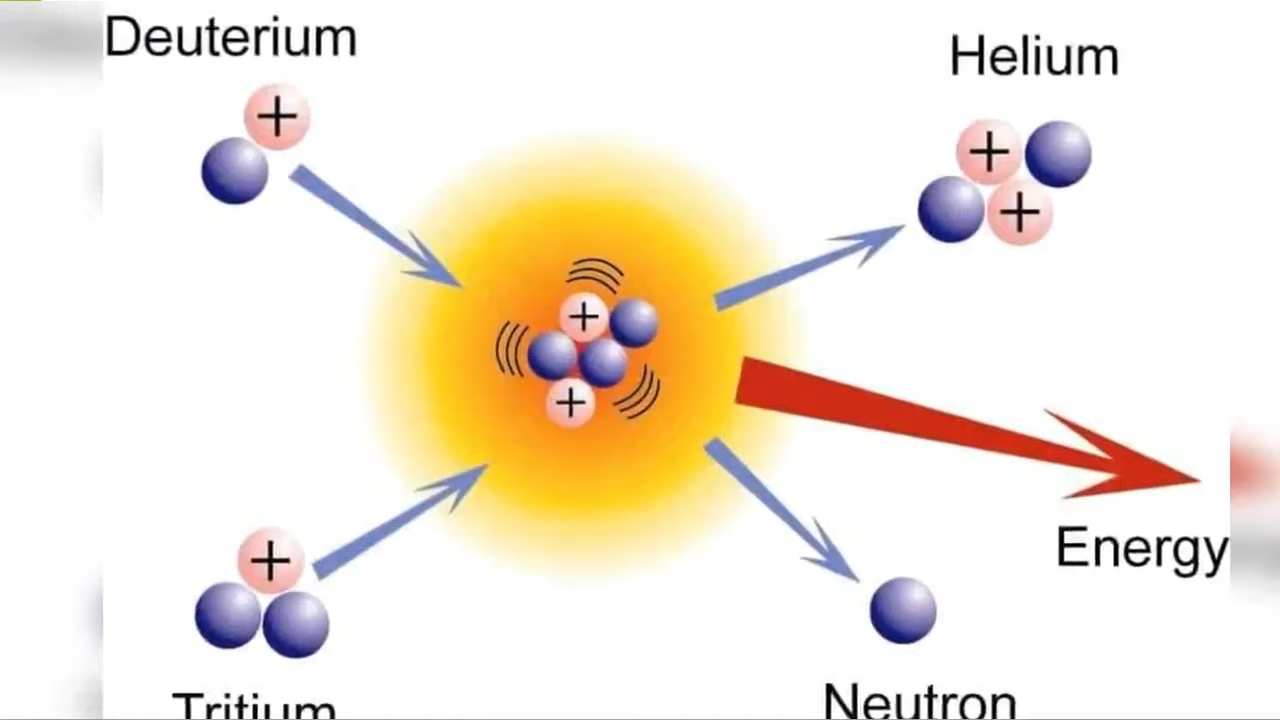 Deuterium
Helium
+
+
+
+
+
+
Energy
Tritium
Neutron